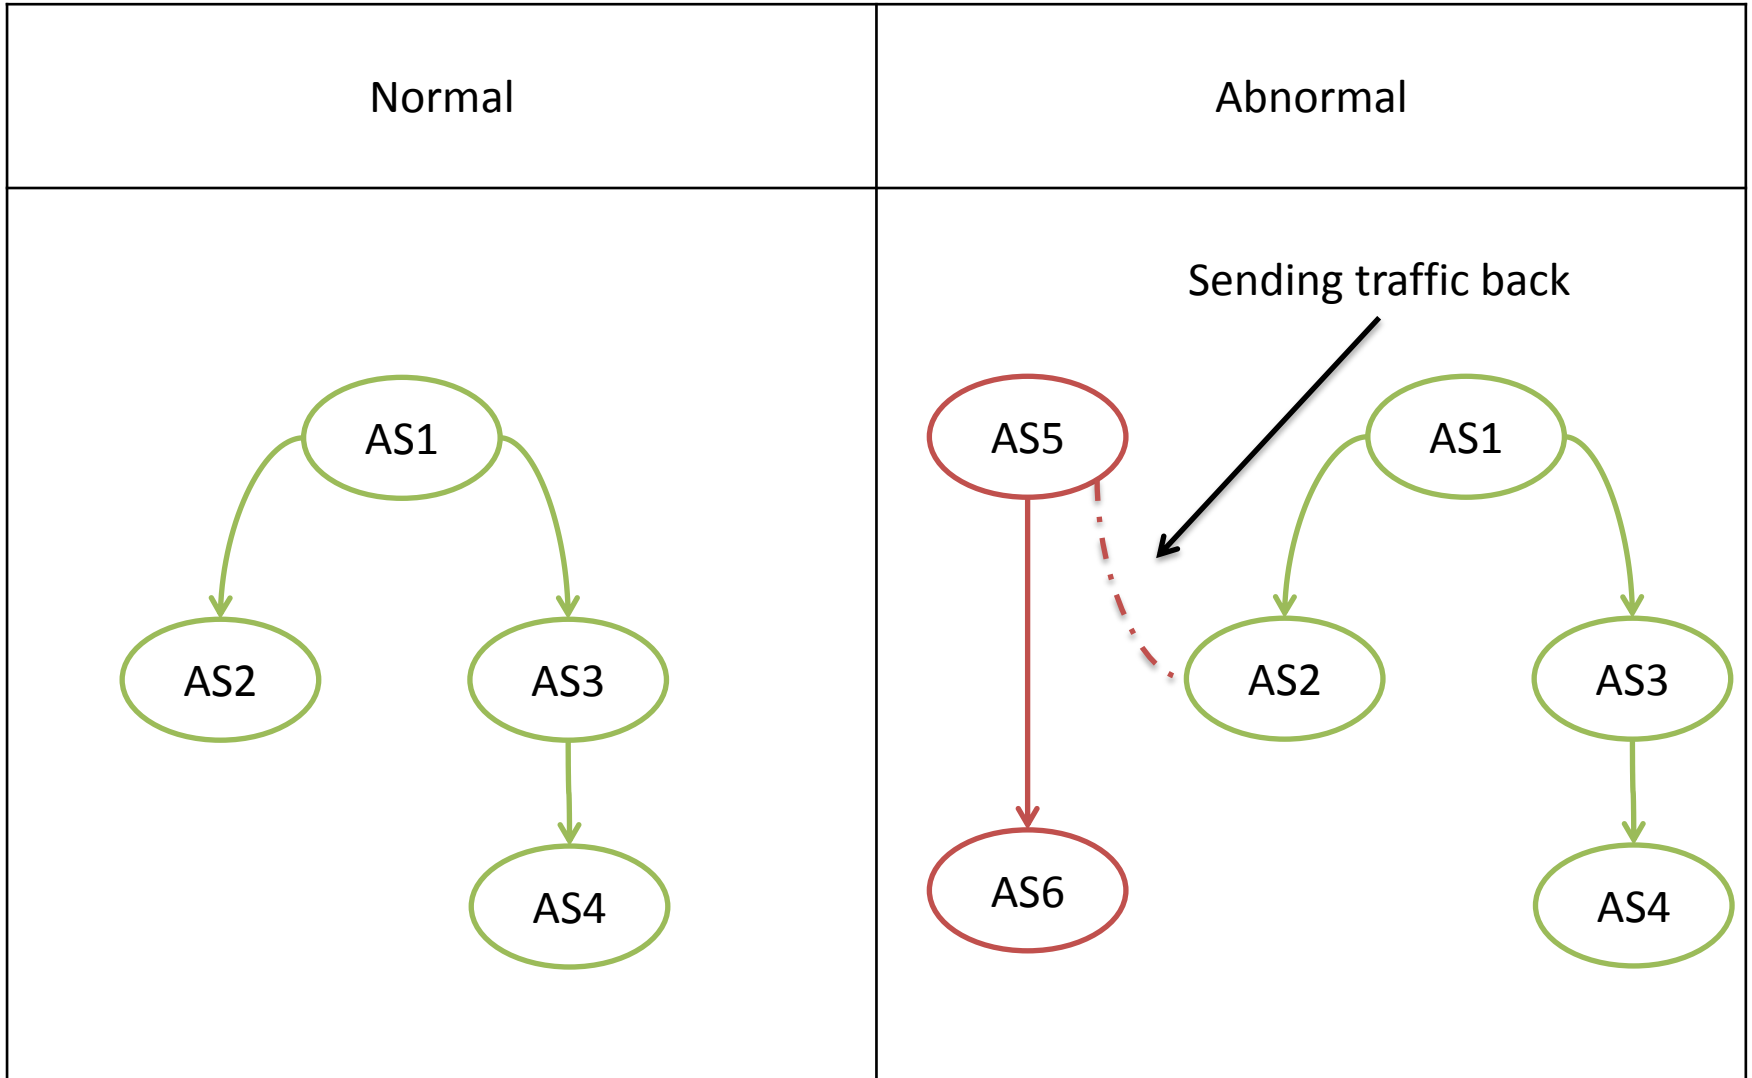 Normal
Abnormal
Sending traffic back
AS1
AS2
AS3
AS4
AS5
AS1
AS2
AS3
AS6
AS4